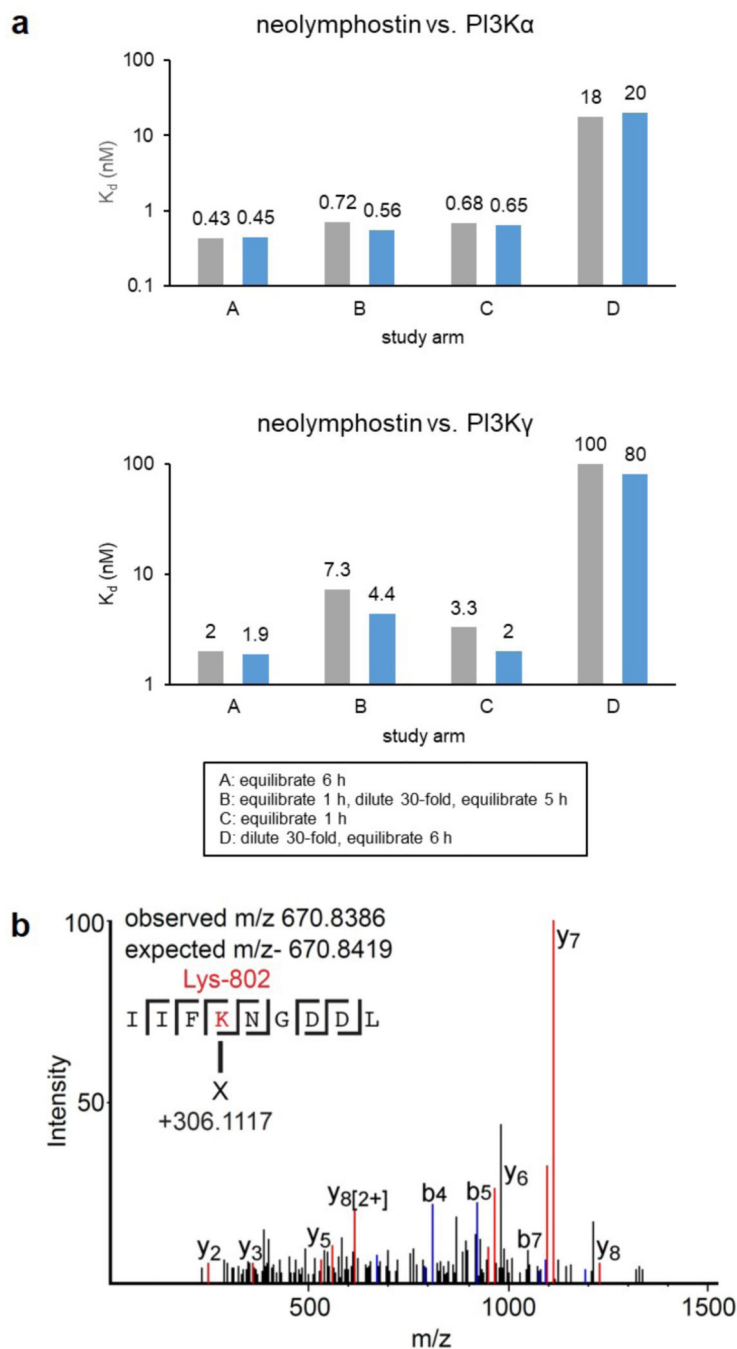 a
neolymphostin vs. PI3Kα
100
10
1
0.1
K_d (nM)
0.43 0.45
0.72 0.56
0.68 0.65
18 20
A B C D
study arm
neolymphostin vs. PI3Kγ
100
10
1
K_d (nM)
2 1.9
7.3 4.4
3.3 2
100 80
A B C D
study arm
A: equilibrate 6 h
B: equilibrate 1 h, dilute 30-fold, equilibrate 5 h
C: equilibrate 1 h
D: dilute 30-fold, equilibrate 6 h
b
100
50
Intensity
observed m/z 670.8386
expected m/z- 670.8419
Lys-802
I I F K N G D D L
X
+306.1117
y2 y3 y5 y8[2+] b4 b5 y6 b7 y7 y8
500 1000 1500
m/z